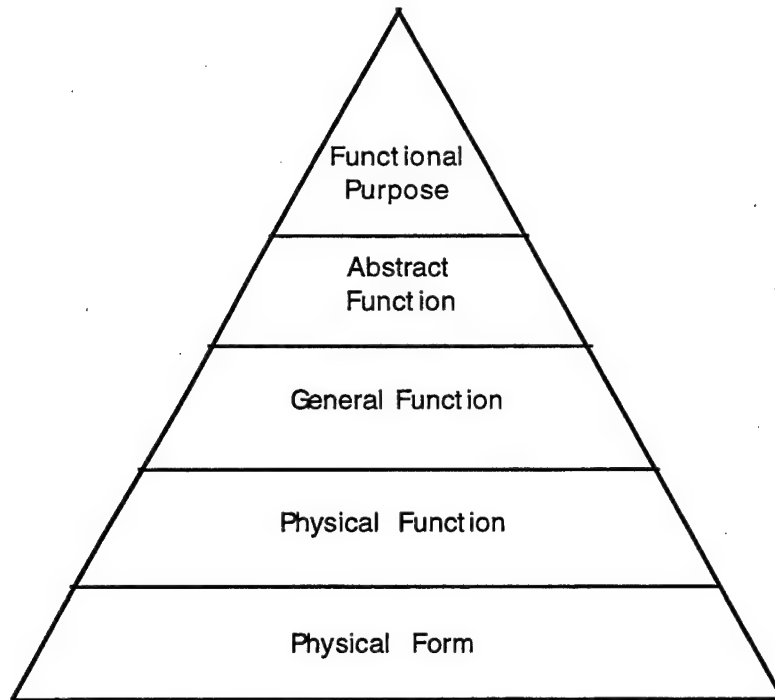 Functional
Purpose
Abstract
Function
General Function
Physical Function
Physical Form